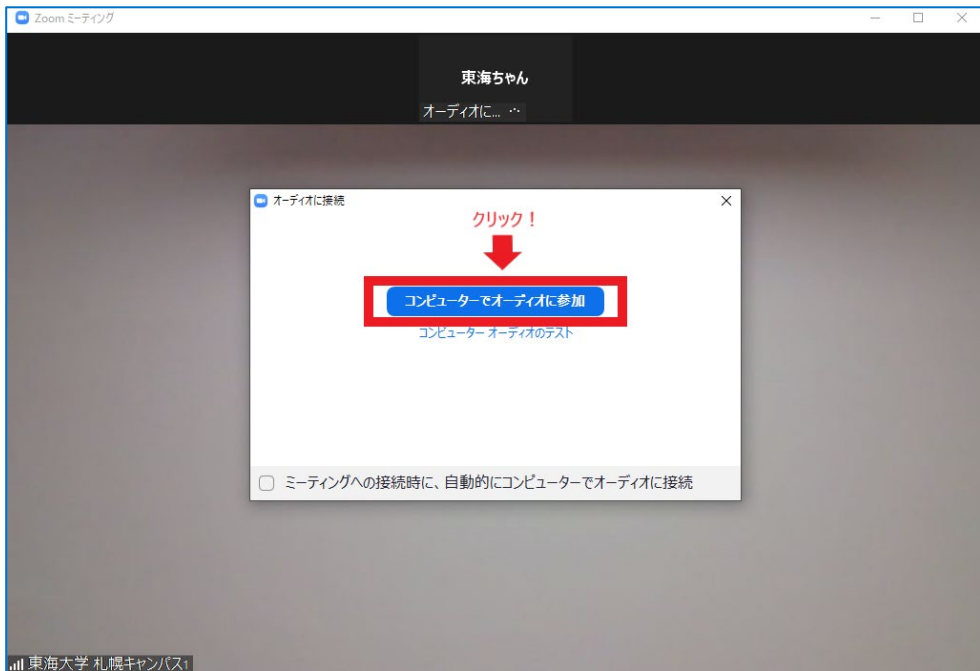 Zoom ミーティング
東海ちゃん
オーディオに...
オーディオに接続
クリック！
コンピューターでオーディオに参加
コンピューター オーディオのテスト
ミーティングへの接続時に、自動的にコンピューターでオーディオに接続
東海大学 札幌キャンパス1